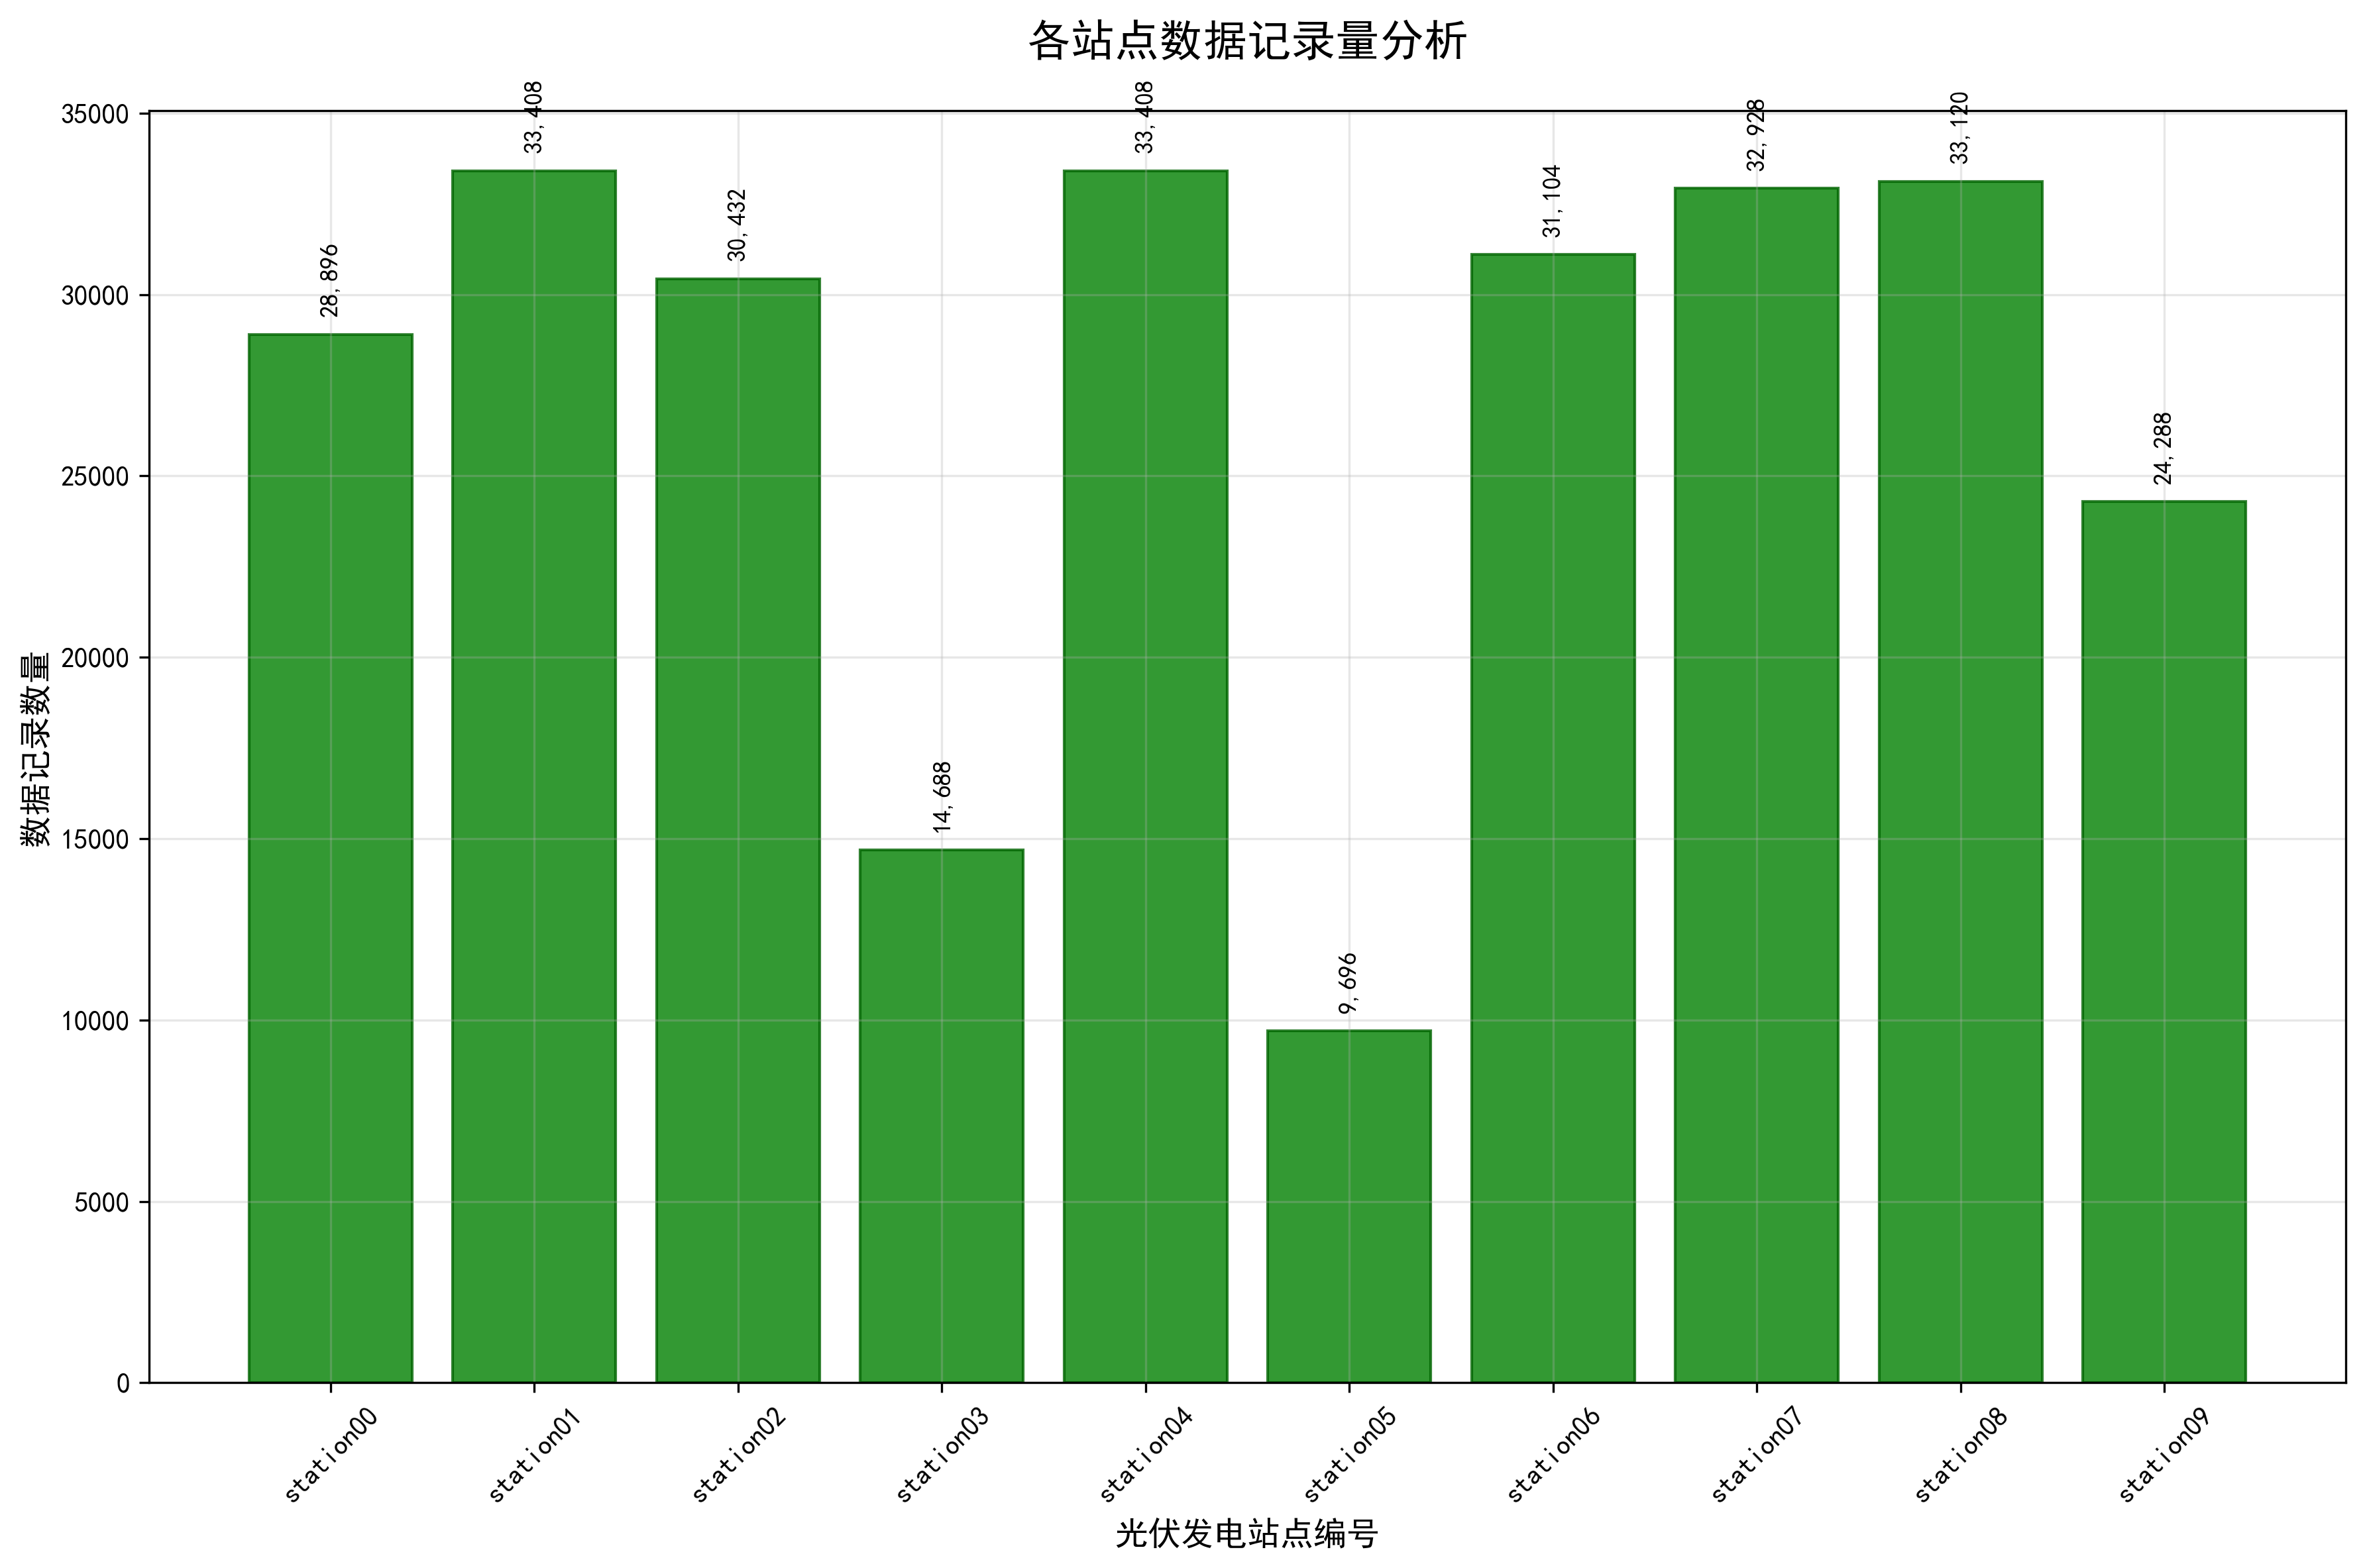 各站点数据记录量分析
数据记录数量
35000
30000
25000
20000
15000
10000
5000
0
28,896
33,408
30,432
14,688
33,408
9,696
31,104
32,928
33,120
24,288
station00
station01
station02
station03
station04
station05
station06
station07
station08
station09
光伏发电站点编号